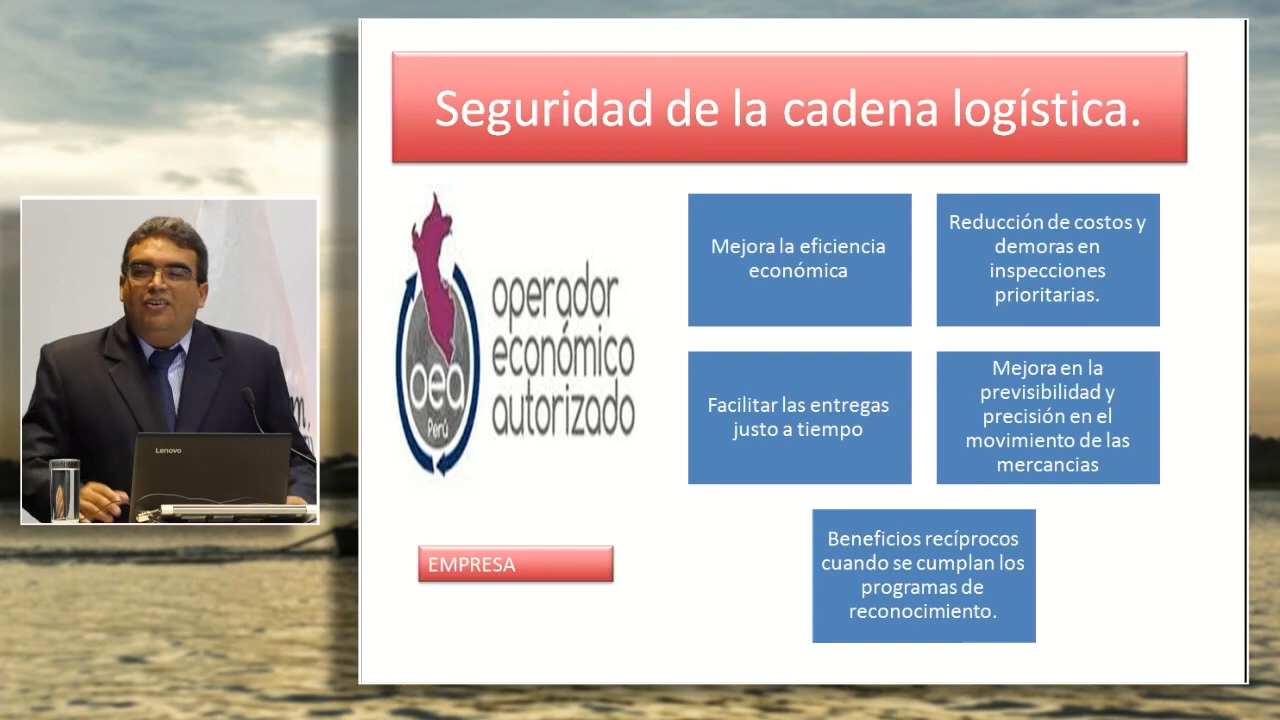 Seguridad de la cadena logística.
operador
económico
autorizado
oea
Perú
Mejora la eficiencia
económica
Reducción de costos y
demoras en
inspecciones
prioritarias.
Facilitar las entregas
justo a tiempo
Mejora en la
previsibilidad y
precisión en el
movimiento de las
mercancias
Beneficios recíprocos
cuando se cumplan los
programas de
reconocimiento.
EMPRESA
Lenovo